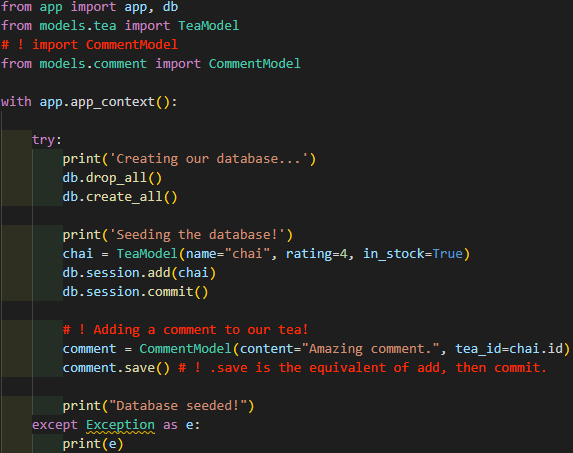 from app import app, db
from models.tea import TeaModel
# ! import CommentModel
from models.comment import CommentModel

with app.app_context():

    try:
        print('Creating our database...')
        db.drop_all()
        db.create_all()

        print('Seeding the database!')
        chai = TeaModel(name="chai", rating=4, in_stock=True)
        db.session.add(chai)
        db.session.commit()

        # ! Adding a comment to our tea!
        comment = CommentModel(content="Amazing comment.", tea_id=chai.id)
        comment.save() # ! .save is the equivalent of add, then commit.

        print("Database seeded!")
    except Exception as e:
        print(e)